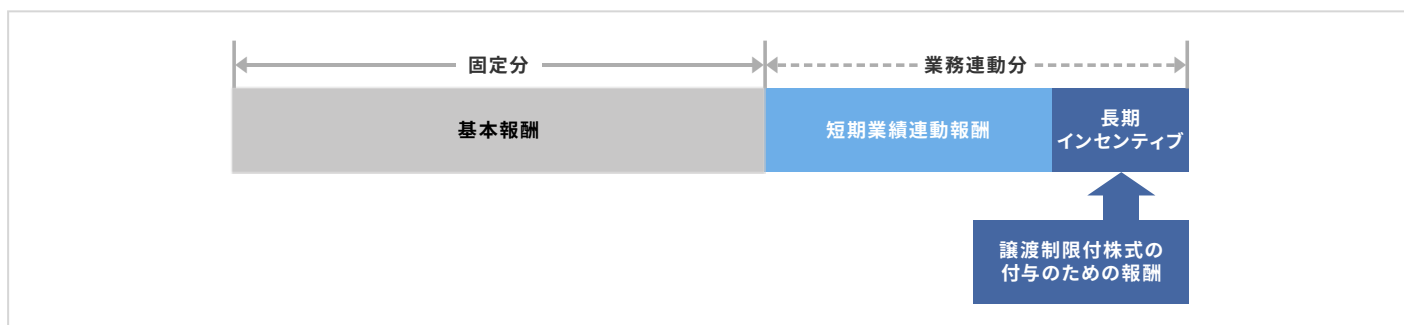 固定分
業務連動分
基本報酬
短期業績連動報酬
長期
インセンティブ
譲渡制限付株式の
付与のための報酬